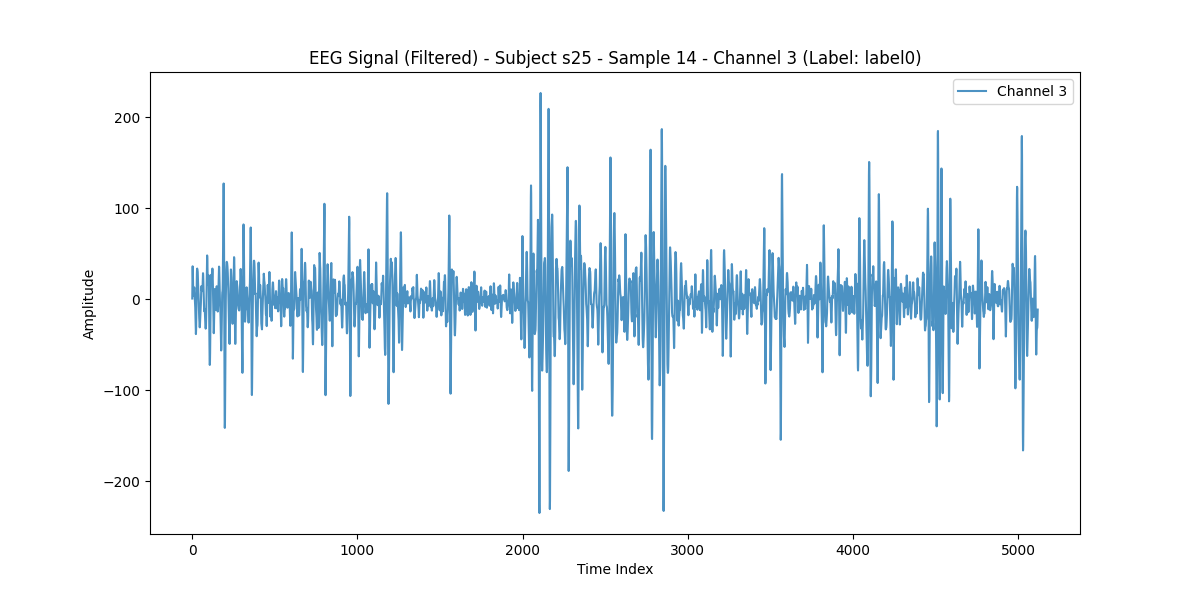 EEG Signal (Filtered) - Subject s25 - Sample 14 - Channel 3 (Label: label0)
Channel 3
200
100
0
−100
−200
Amplitude
0 1000 2000 3000 4000 5000
Time Index